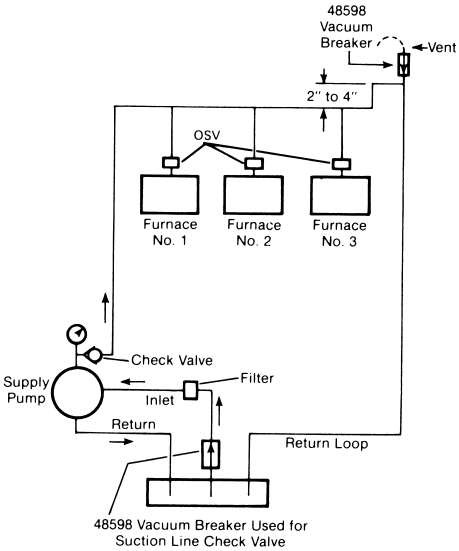 48598
Vacuum
Breaker
Vent
2" to 4"
OSV
Furnace
No. 1
Furnace
No. 2
Furnace
No. 3
Check Valve
Supply
Pump
Filter
Inlet
Return
Return Loop
48598 Vacuum Breaker Used for
Suction Line Check Valve